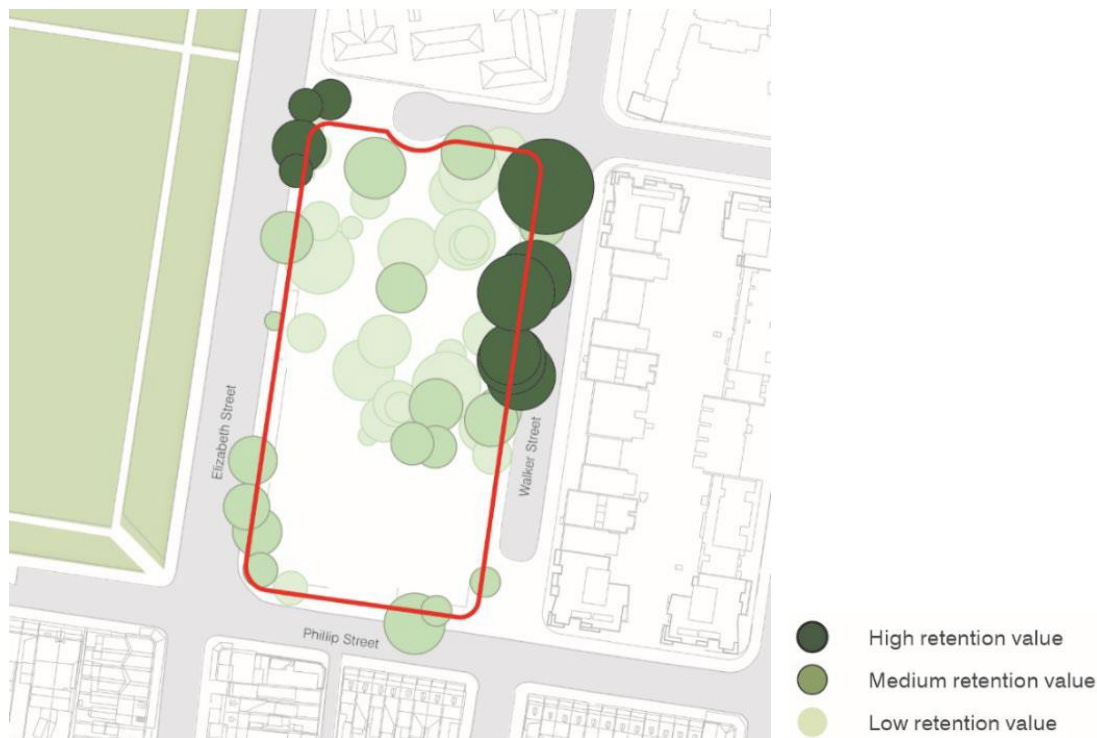 Elizabeth Street
Walker Street
Phillip Street
High retention value
Medium retention value
Low retention value